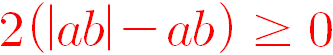 2(|ab| − ab) ≥ 0